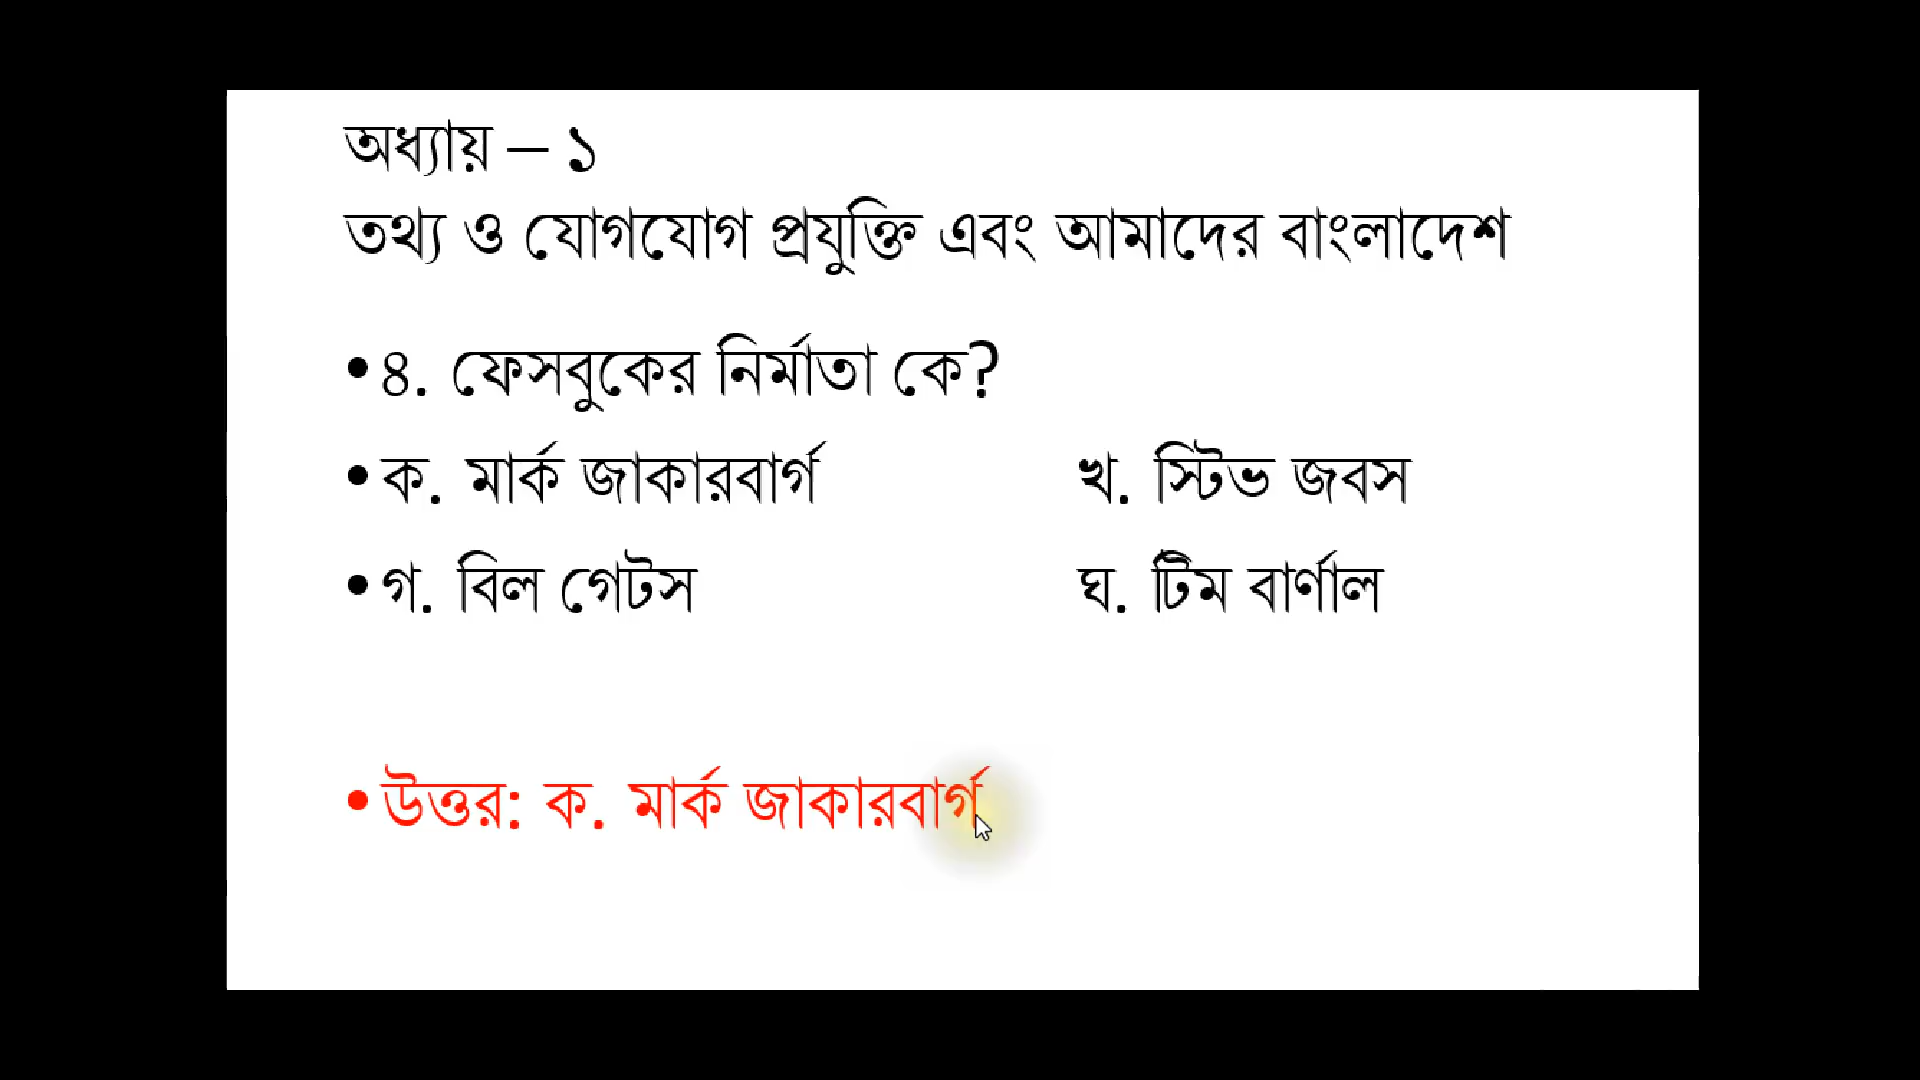 অধ্যায় – ১
তথ্য ও যোগযোগ প্রযুক্তি এবং আমাদের বাংলাদেশ
•৪. ফেসবুকের নির্মাতা কে?
•ক. মার্ক জাকারবার্গ খ. স্টিভ জবস
•গ. বিল গেটস ঘ. টিম বার্ণাল
•উত্তর: ক. মার্ক জাকারবার্গ